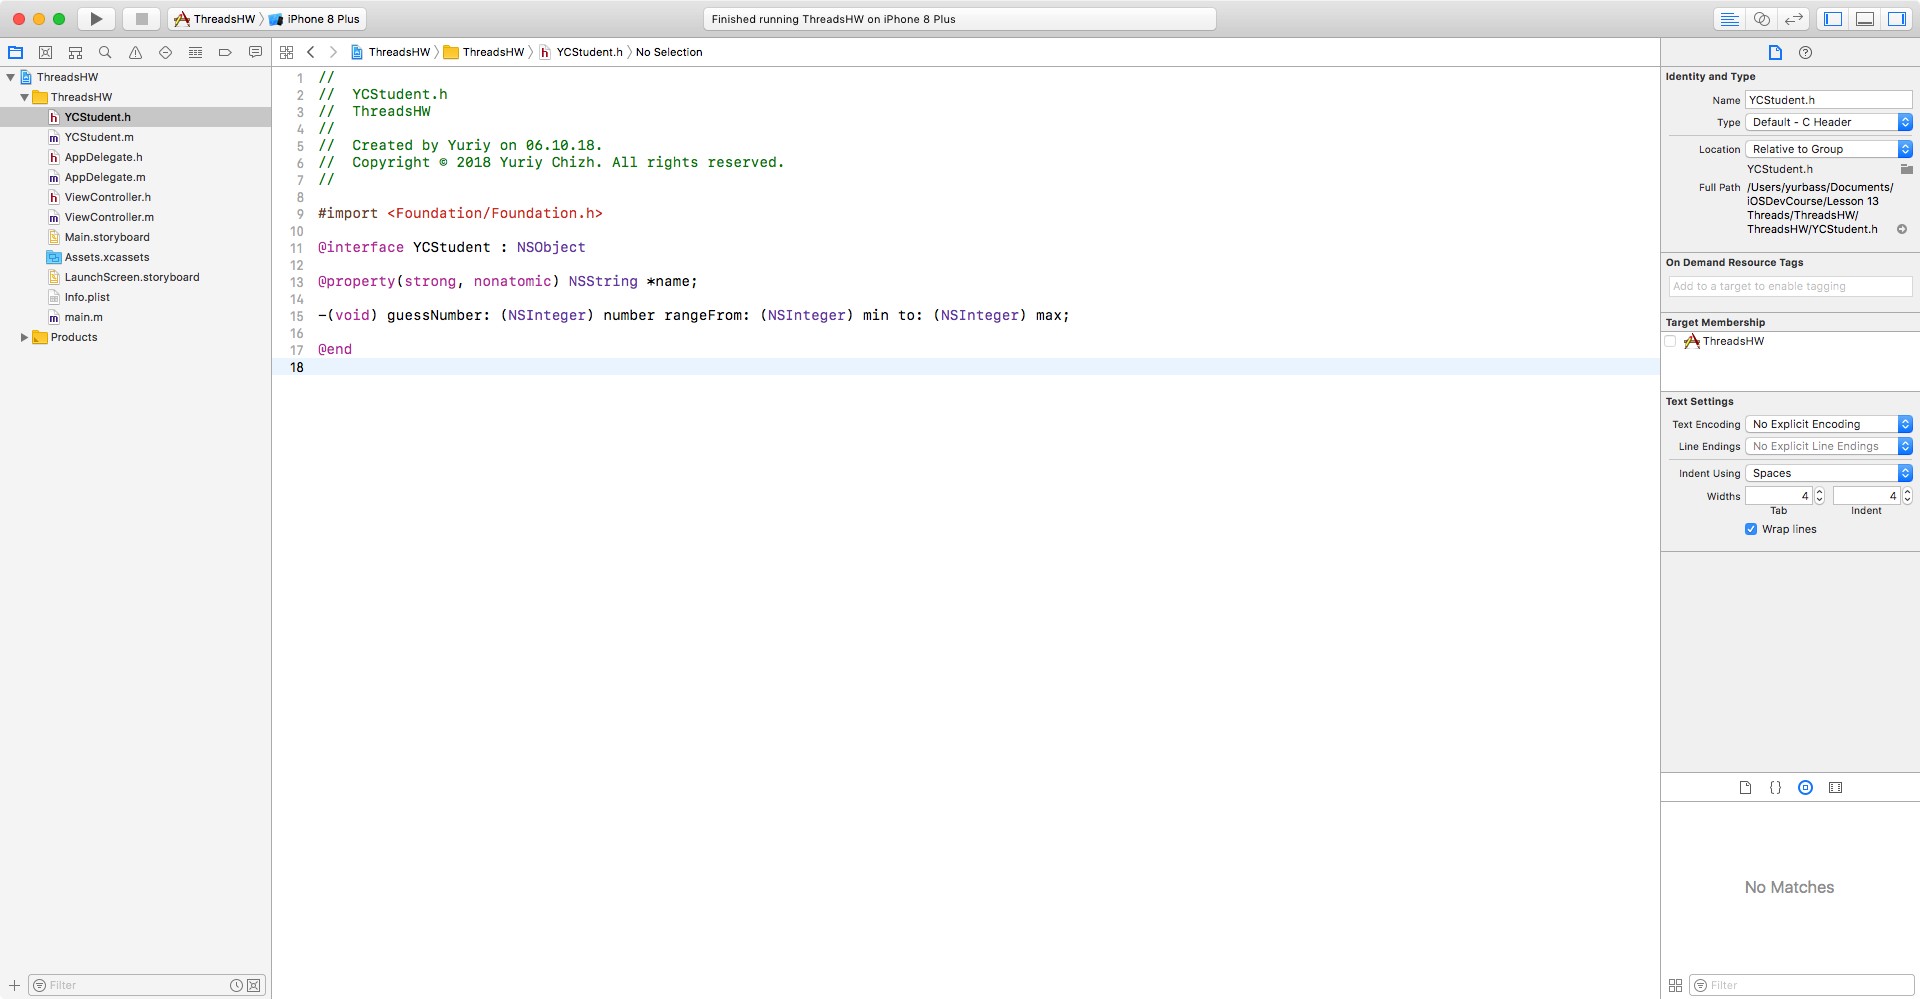 ThreadsHW iPhone 8 Plus
Finished running ThreadsHW on iPhone 8 Plus
ThreadsHW ThreadsHW h YCStudent.h No Selection
ThreadsHW
ThreadsHW
h YCStudent.h
m YCStudent.m
h AppDelegate.h
m AppDelegate.m
h ViewController.h
m ViewController.m
Main.storyboard
Assets.xcassets
LaunchScreen.storyboard
Info.plist
m main.m
Products
Filter
1 //
2 //  YCStudent.h
3 //  ThreadsHW
4 //
5 //  Created by Yuriy on 06.10.18.
6 //  Copyright © 2018 Yuriy Chizh. All rights reserved.
7 //
8
9 #import <Foundation/Foundation.h>
10
11 @interface YCStudent : NSObject
12
13 @property(strong, nonatomic) NSString *name;
14
15 -(void) guessNumber: (NSInteger) number rangeFrom: (NSInteger) min to: (NSInteger) max;
16
17 @end
18
Identity and Type
Name YCStudent.h
Type Default - C Header
Location Relative to Group
YCStudent.h
Full Path /Users/yurbass/Documents/
iOSDevCourse/Lesson 13
Threads/ThreadsHW/
ThreadsHW/YCStudent.h
On Demand Resource Tags
Add to a target to enable tagging
Target Membership
ThreadsHW
Text Settings
Text Encoding No Explicit Encoding
Line Endings No Explicit Line Endings
Indent Using Spaces
Widths 4 4
Tab Indent
Wrap lines
No Matches
Filter